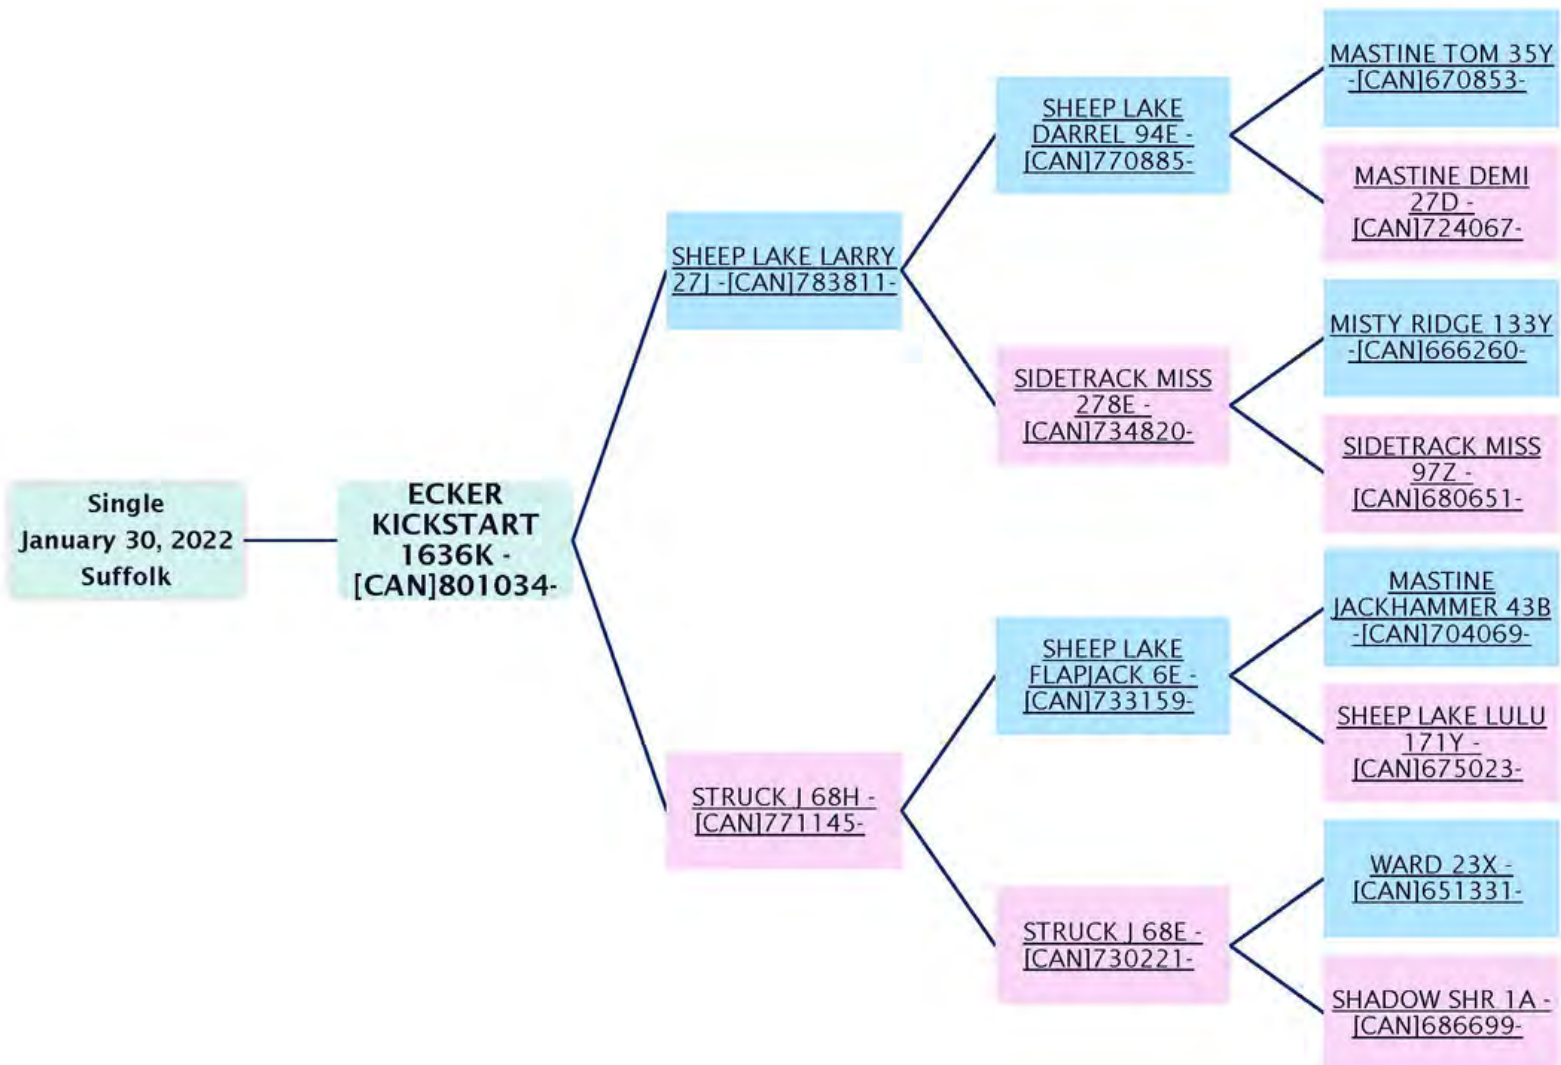 Single
January 30, 2022
Suffolk
ECKER
KICKSTART
1636K -
[CAN]801034-
SHEEP LAKE LARRY
27J -[CAN]783811-
STRUCK J 68H -
[CAN]771145-
SHEEP LAKE
DARREL 94E -
[CAN]770885-
SIDETRACK MISS
278E -
[CAN]734820-
SHEEP LAKE
FLAPJACK 6E -
[CAN]733159-
STRUCK J 68E -
[CAN]730221-
MASTINE TOM 35Y
-[CAN]670853-
MASTINE DEMI
27D -
[CAN]724067-
MISTY RIDGE 133Y
-[CAN]666260-
SIDETRACK MISS
97Z -
[CAN]680651-
MASTINE
JACKHAMMER 43B
-[CAN]704069-
SHEEP LAKE LULU
171Y -
[CAN]675023-
WARD 23X -
[CAN]651331-
SHADOW SHR 1A -
[CAN]686699-